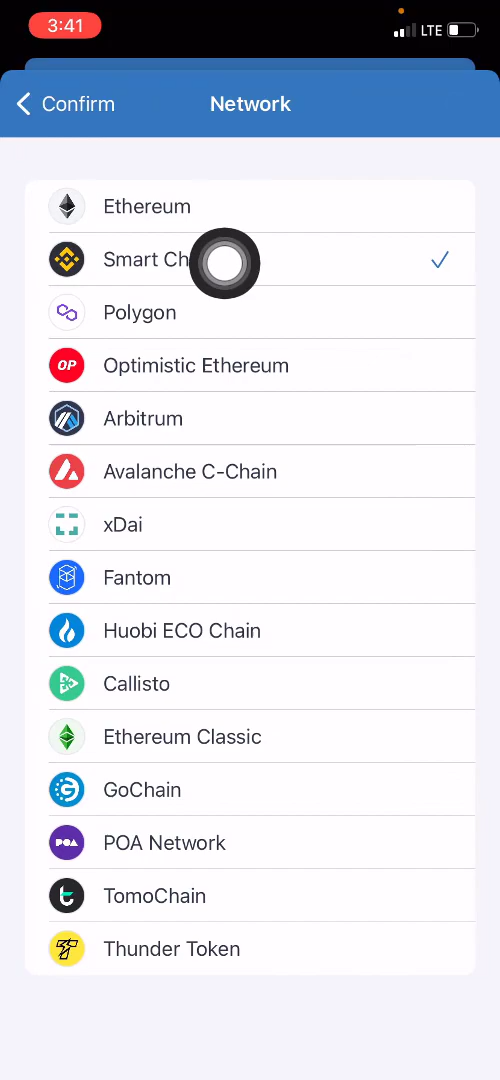 3:41
LTE
Confirm
Network
Ethereum
Smart Ch
Polygon
OP
Optimistic Ethereum
Arbitrum
Avalanche C-Chain
xDai
Fantom
Huobi ECO Chain
Callisto
Ethereum Classic
GoChain
POA
POA Network
TomoChain
Thunder Token